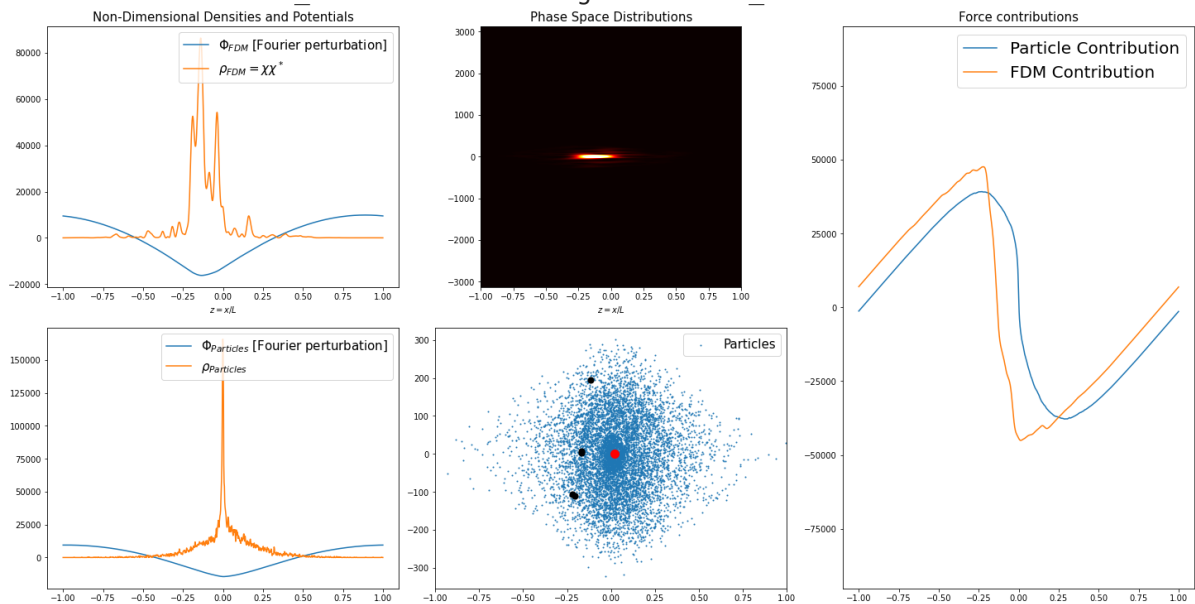 Non-Dimensional Densities and Potentials
Φ_FDM [Fourier perturbation]
ρ_FDM = χχ*
80000
60000
40000
20000
0
−20000
−1.00 −0.75 −0.50 −0.25 0.00 0.25 0.50 0.75 1.00
z = x/L
Phase Space Distributions
3000
2000
1000
0
−1000
−2000
−3000
−1.00 −0.75 −0.50 −0.25 0.00 0.25 0.50 0.75 1.00
z = x/L
Force contributions
Particle Contribution
FDM Contribution
75000
50000
25000
0
−25000
−50000
−75000
−1.00 −0.75 −0.50 −0.25 0.00 0.25 0.50 0.75 1.00
Φ_Particles [Fourier perturbation]
ρ_Particles
150000
125000
100000
75000
50000
25000
0
−1.00 −0.75 −0.50 −0.25 0.00 0.25 0.50 0.75 1.00
Particles
300
200
100
0
−100
−200
−300
−1.00 −0.75 −0.50 −0.25 0.00 0.25 0.50 0.75 1.00